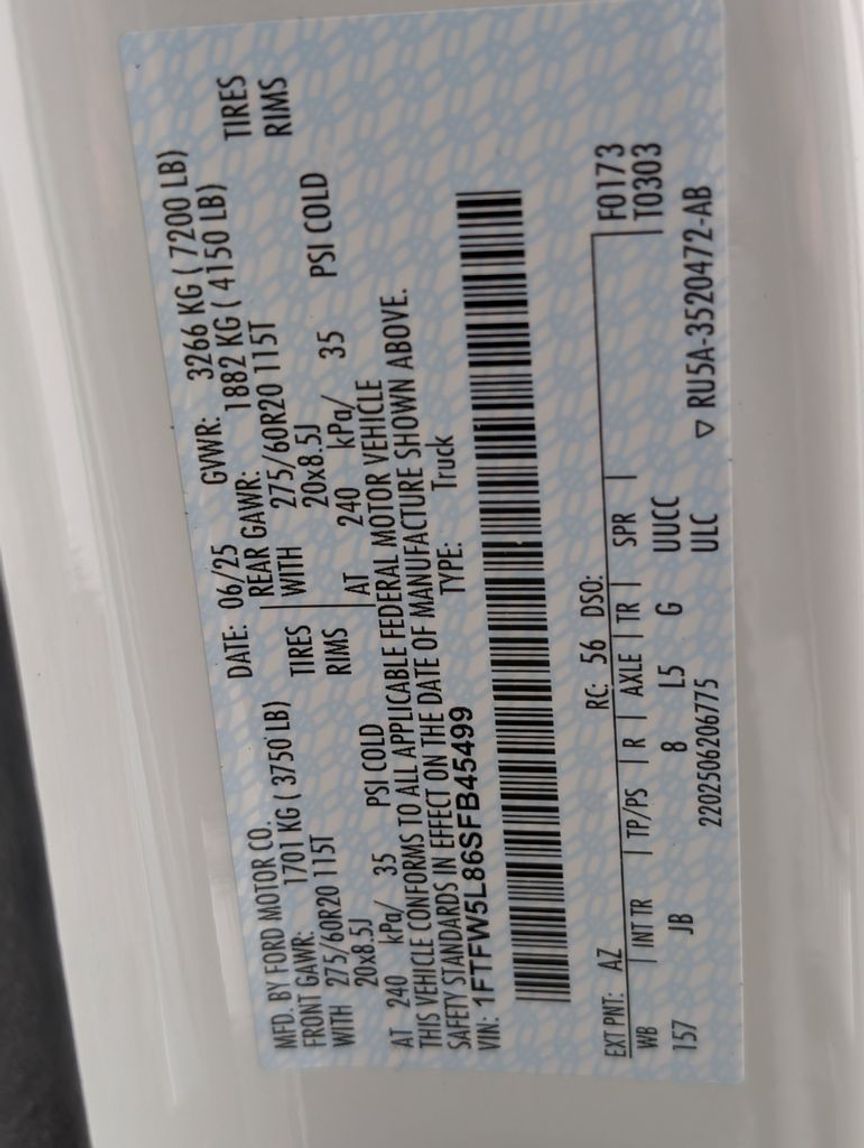 MFD. BY FORD MOTOR CO. DATE: 06/25 GVWR: 3266 KG ( 7200 LB)
FRONT GAWR: 1701 KG ( 3750 LB) REAR GAWR: 1882 KG ( 4150 LB)
WITH 275/60R20 115T TIRES WITH 275/60R20 115T TIRES
20x8.5J RIMS 20x8.5J RIMS
AT 240 kPa/ 35 PSI COLD AT 240 kPa/ 35 PSI COLD
THIS VEHICLE CONFORMS TO ALL APPLICABLE FEDERAL MOTOR VEHICLE
SAFETY STANDARDS IN EFFECT ON THE DATE OF MANUFACTURE SHOWN ABOVE.
VIN: 1FTFW5L86SFB45499 TYPE: Truck
EXT PNT: AZ RC: 56 DSO: F0173
WB INT TR TP/PS R AXLE TR SPR T0303
157 JB 8 L5 G UUCC
2202506206775 ULC ▽ RU5A-3520472-AB